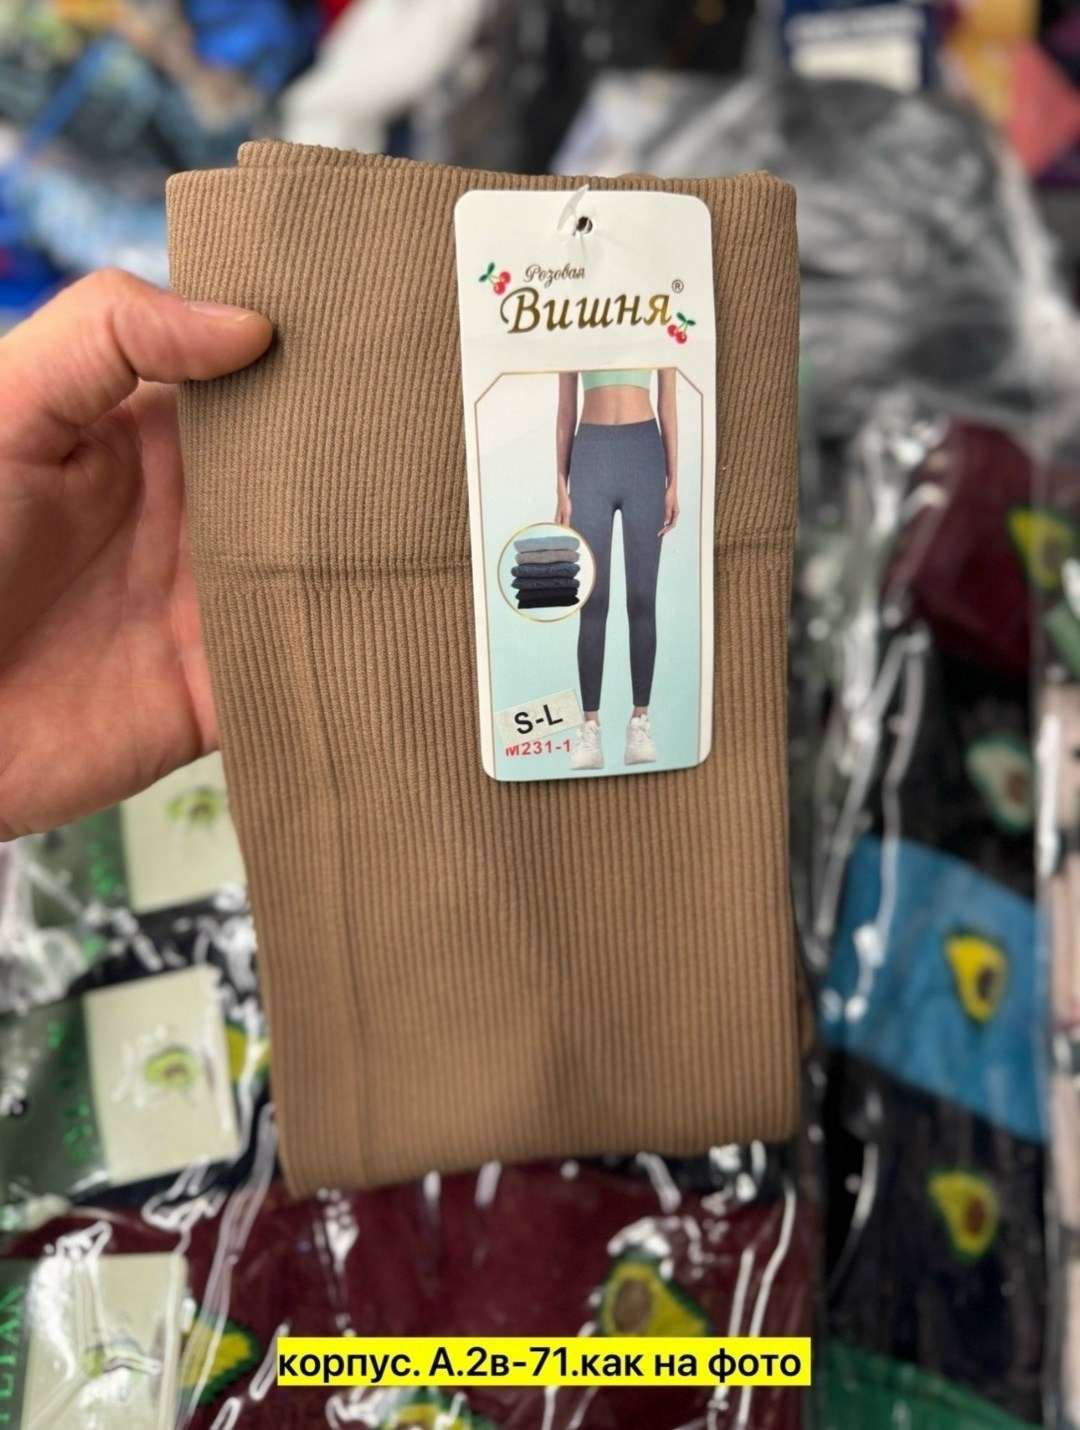 Розовая
Вишня®
S-L
M231-1
корпус. А.2в-71.как на фото